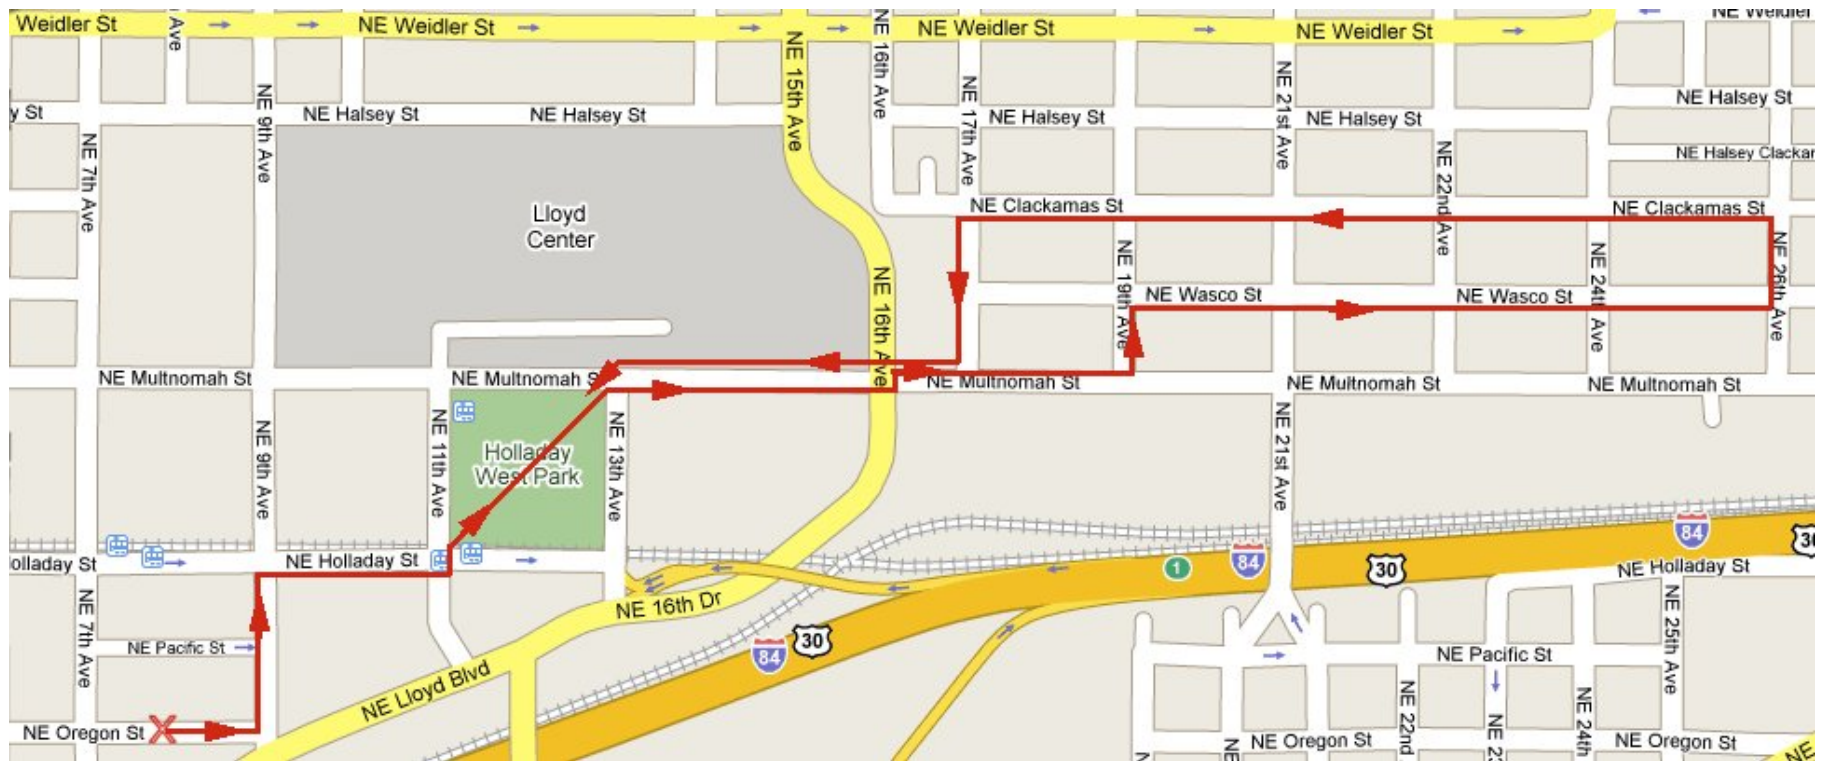 Weidler St
Ave
NE Weidler St
NE 15th Ave
NE 16th Ave
NE Weidler St
NE Weidler St
NE Weidler
y St
NE 7th Ave
NE 9th Ave
NE Halsey St
NE Halsey St
NE 17th Ave
NE Halsey St
NE 21st Ave
NE Halsey St
NE 22nd Ave
NE Halsey St
NE Halsey Clackar
Lloyd
Center
NE Clackamas St
NE Clackamas St
NE 16th Ave
NE 19th Ave
NE Wasco St
NE Wasco St
NE 24th Ave
NE 26th Ave
NE Multnomah St
NE Multnomah S
NE Multnomah St
NE Multnomah St
NE Multnomah St
NE 9th Ave
NE 11th Ave
Holladay
West Park
NE 13th Ave
NE 21st Ave
olladay St
NE Holladay St
1
84
30
84
30
NE Holladay St
NE 7th Ave
NE Pacific St
NE 16th Dr
84
30
NE Pacific St
NE 25th Ave
NE Lloyd Blvd
NE Oregon St
X
NE
NE Oregon St
NE 22nd
NE 24th
NE Oregon St
NE